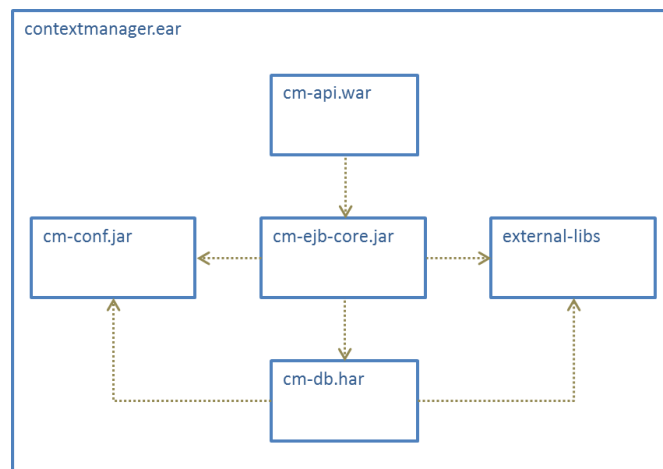 contextmanager.ear
cm-api.war
cm-conf.jar
cm-ejb-core.jar
external-libs
cm-db.har